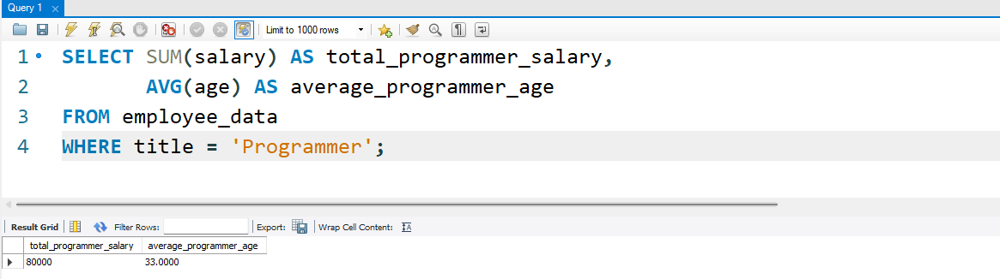 Query 1
Limit to 1000 rows
1 SELECT SUM(salary) AS total_programmer_salary,
2 AVG(age) AS average_programmer_age
3 FROM employee_data
4 WHERE title = 'Programmer';
Result Grid Filter Rows: Export: Wrap Cell Content: IA
total_programmer_salary average_programmer_age
80000 33.0000